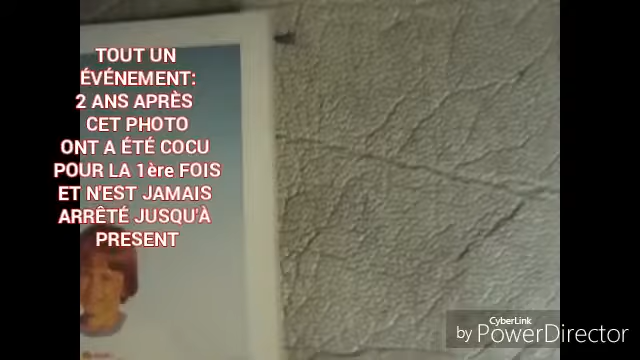 TOUT UN
ÉVÉNEMENT:
2 ANS APRÈS
CET PHOTO
ONT A ÉTÉ COCU
POUR LA 1ère FOIS
ET N'EST JAMAIS
ARRÊTÉ JUSQU'À
PRESENT
CyberLink
by PowerDirector